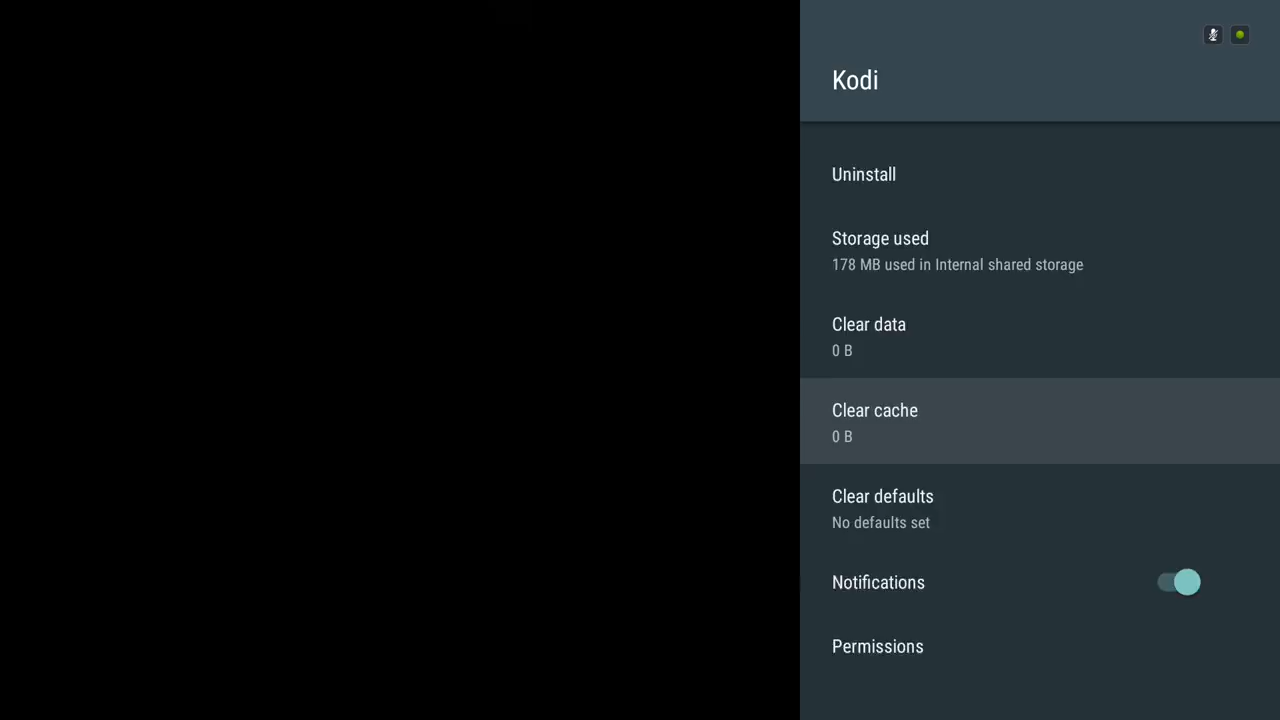 Kodi
Uninstall
Storage used
178 MB used in Internal shared storage
Clear data
0 B
Clear cache
0 B
Clear defaults
No defaults set
Notifications
Permissions